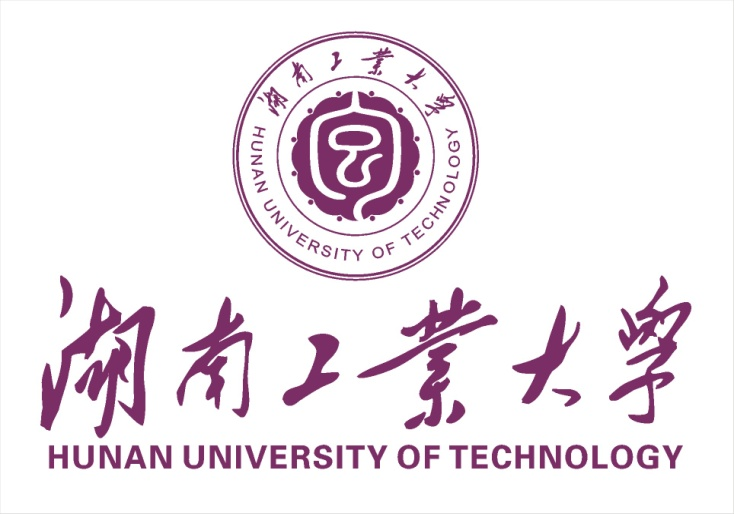 湖南工業大學
HUNAN UNIVERSITY OF TECHNOLOGY
湖南工業大學
HUNAN UNIVERSITY OF TECHNOLOGY